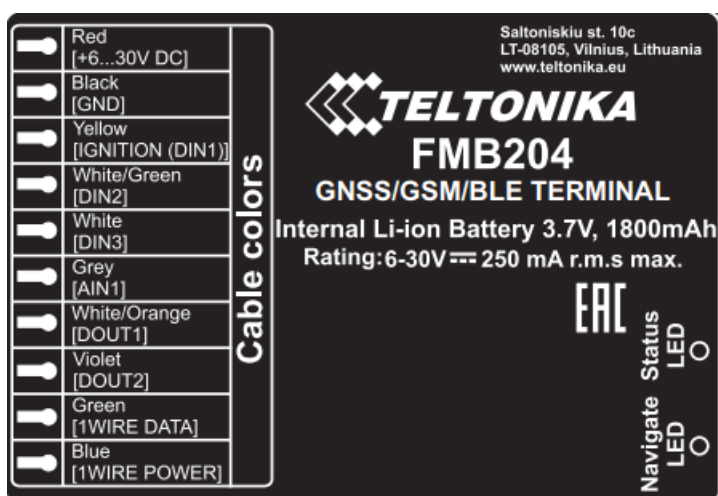 Red
[+6...30V DC]
Black
[GND]
Yellow
[IGNITION (DIN1)]
White/Green
[DIN2]
White
[DIN3]
Grey
[AIN1]
White/Orange
[DOUT1]
Violet
[DOUT2]
Green
[1WIRE DATA]
Blue
[1WIRE POWER]
Cable colors
Saltoniskiu st. 10c
LT-08105, Vilnius, Lithuania
www.teltonika.eu
TELTONIKA
FMB204
GNSS/GSM/BLE TERMINAL
Internal Li-ion Battery 3.7V, 1800mAh
Rating:6-30V⎓250 mA r.m.s max.
EAC
Status
LED
Navigate
LED